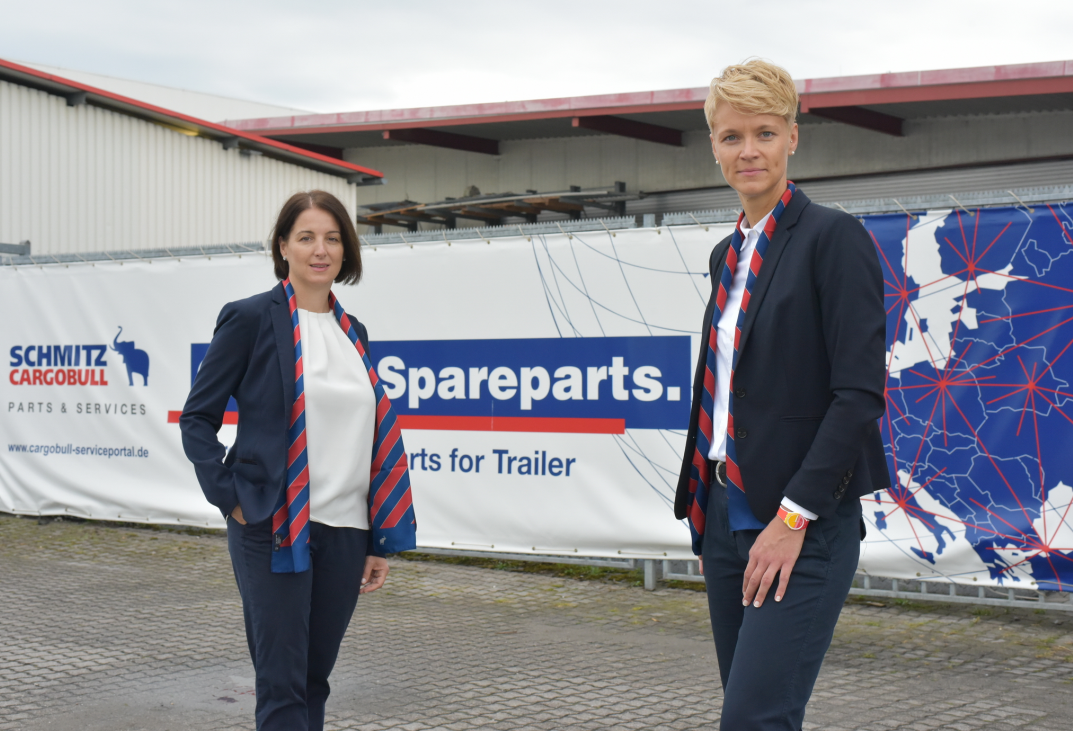 SCHMITZ
CARGOBULL
PARTS & SERVICES
www.cargobull-serviceportal.de
Spareparts.
rts for Trailer